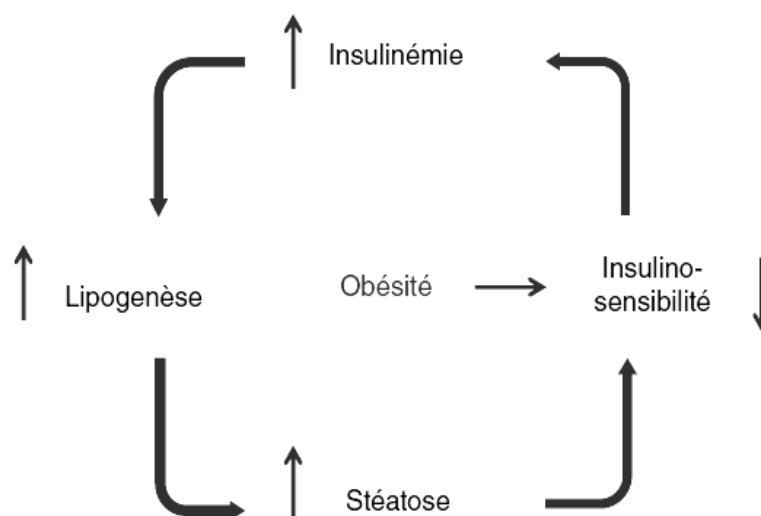 Insulinémie
Lipogenèse
Obésité
Insulino-
sensibilité
Stéatose